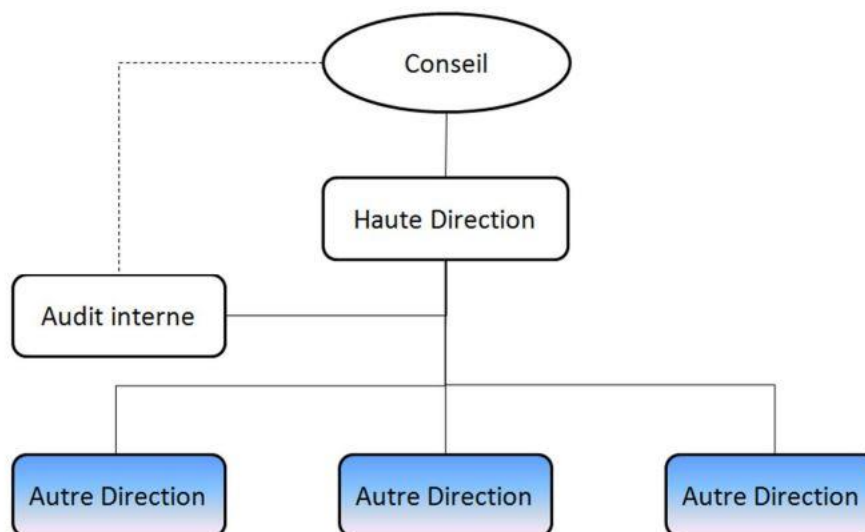 Conseil
Haute Direction
Audit interne
Autre Direction
Autre Direction
Autre Direction